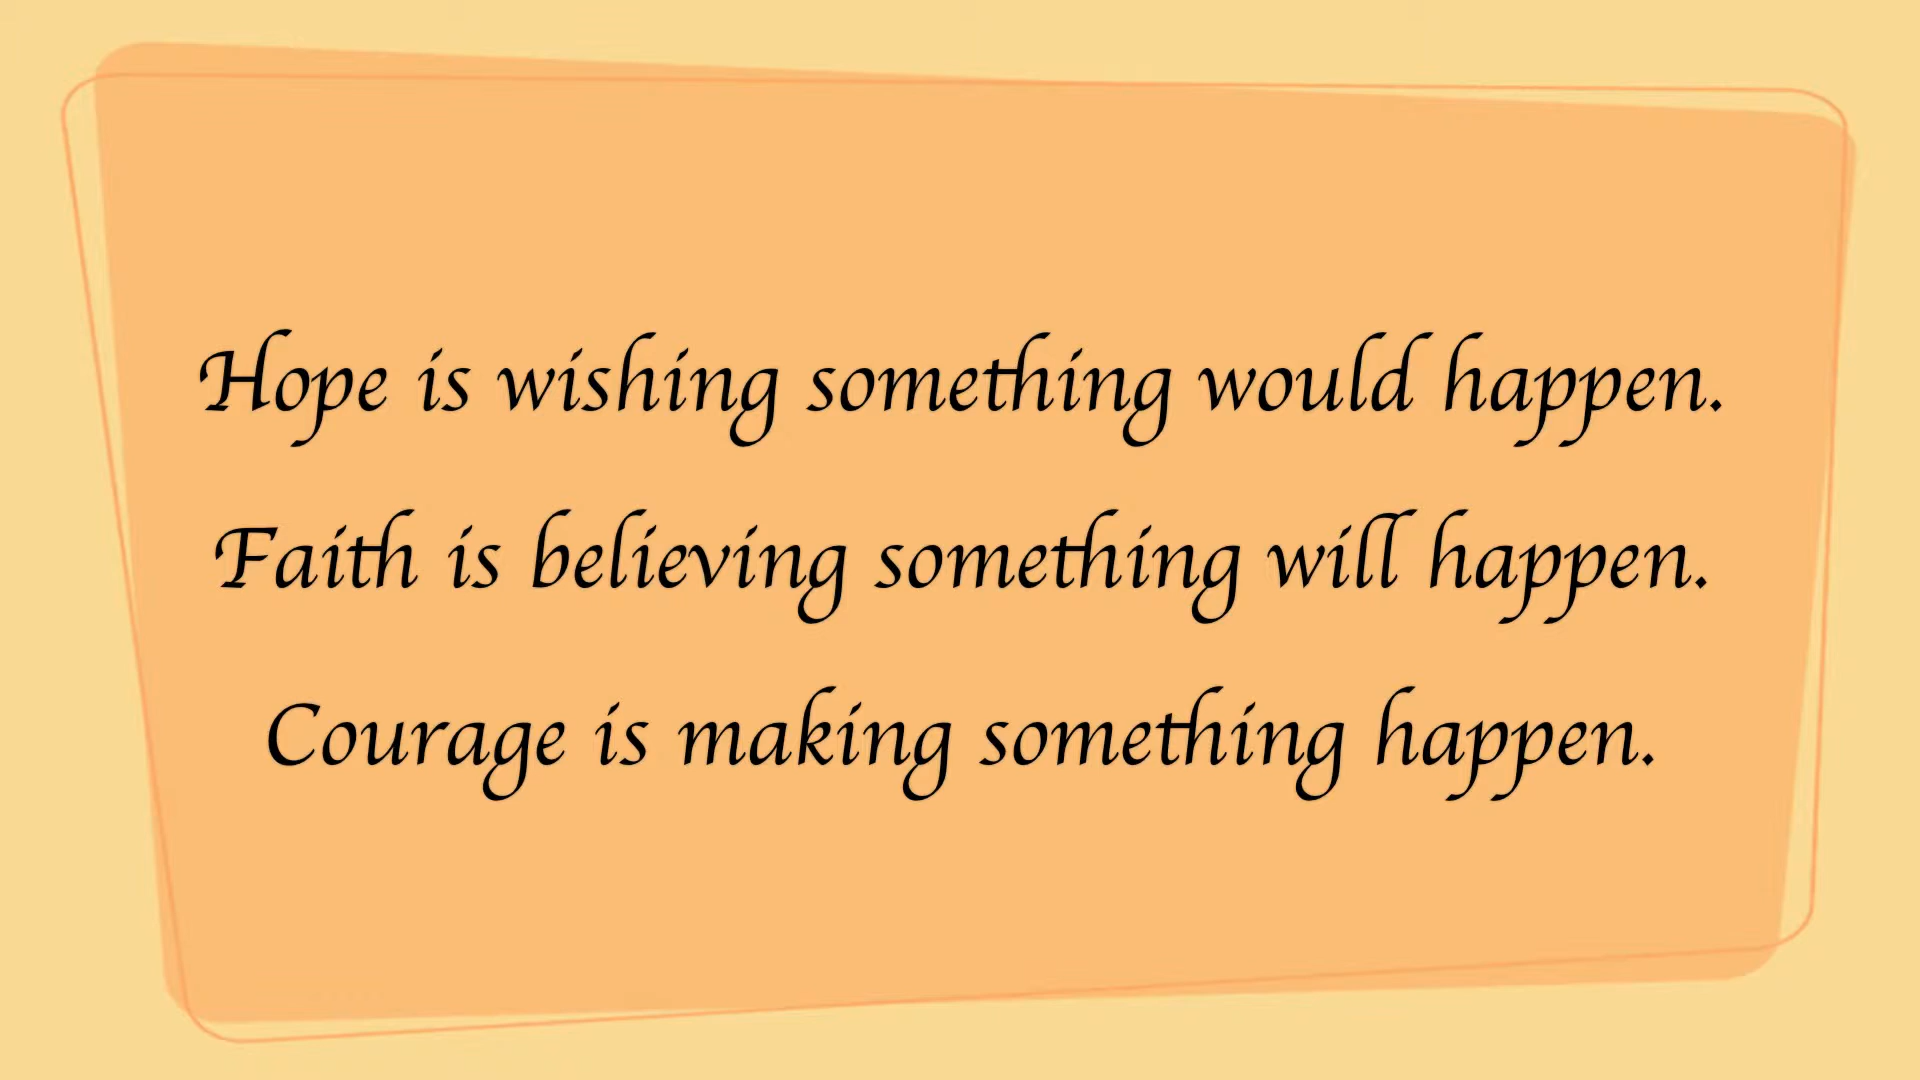 Hope is wishing something would happen.
Faith is believing something will happen.
Courage is making something happen.